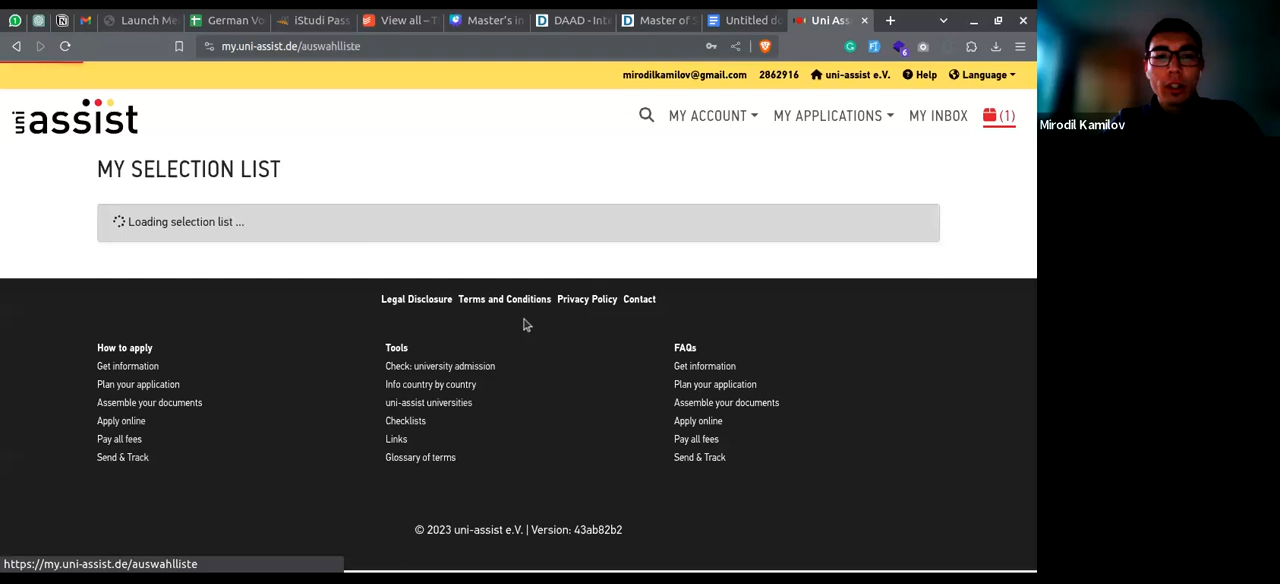 Launch Me
German Vo
iStudi Pass
View all – T
Master's in
DAAD - Inte
Master of S
Untitled do
Uni Ass
my.uni-assist.de/auswahlliste
6
mirodilkamilov@gmail.com 2862916 uni-assist e.V. Help Language
uni assist
MY ACCOUNT MY APPLICATIONS MY INBOX (1)
Mirodil Kamilov
MY SELECTION LIST
Loading selection list ...
Legal Disclosure Terms and Conditions Privacy Policy Contact
How to apply
Get information
Plan your application
Assemble your documents
Apply online
Pay all fees
Send & Track
Tools
Check: university admission
Info country by country
uni-assist universities
Checklists
Links
Glossary of terms
FAQs
Get information
Plan your application
Assemble your documents
Apply online
Pay all fees
Send & Track
© 2023 uni-assist e.V. | Version: 43ab82b2
https://my.uni-assist.de/auswahlliste